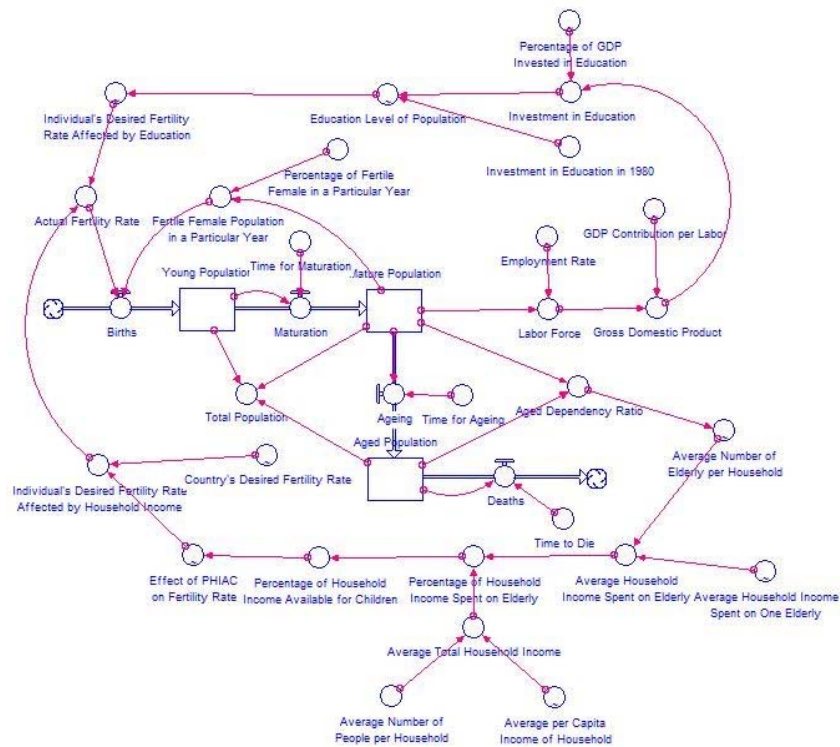 Percentage of GDP
Invested in Education
Individual's Desired Fertility
Rate Affected by Education
Education Level of Population
Investment in Education
Investment in Education in 1980
Percentage of Fertile
Female in a Particular Year
Actual Fertility Rate
Fertile Female Population
in a Particular Year
GDP Contribution per Labor
Employment Rate
Young Population
Time for Maturation
Mature Population
Births
Maturation
Labor Force
Gross Domestic Product
Total Population
Ageing
Time for Ageing
Aged Dependency Ratio
Aged Population
Average Number of
Elderly per Household
Country's Desired Fertility Rate
Individual's Desired Fertility Rate
Affected by Household Income
Deaths
Time to Die
Effect of PHIAC
on Fertility Rate
Percentage of Household
Income Available for Children
Percentage of Household
Income Spent on Elderly
Average Household
Income Spent on Elderly
Average Household Income
Spent on One Elderly
Average Total Household Income
Average Number of
People per Household
Average per Capita
Income of Household